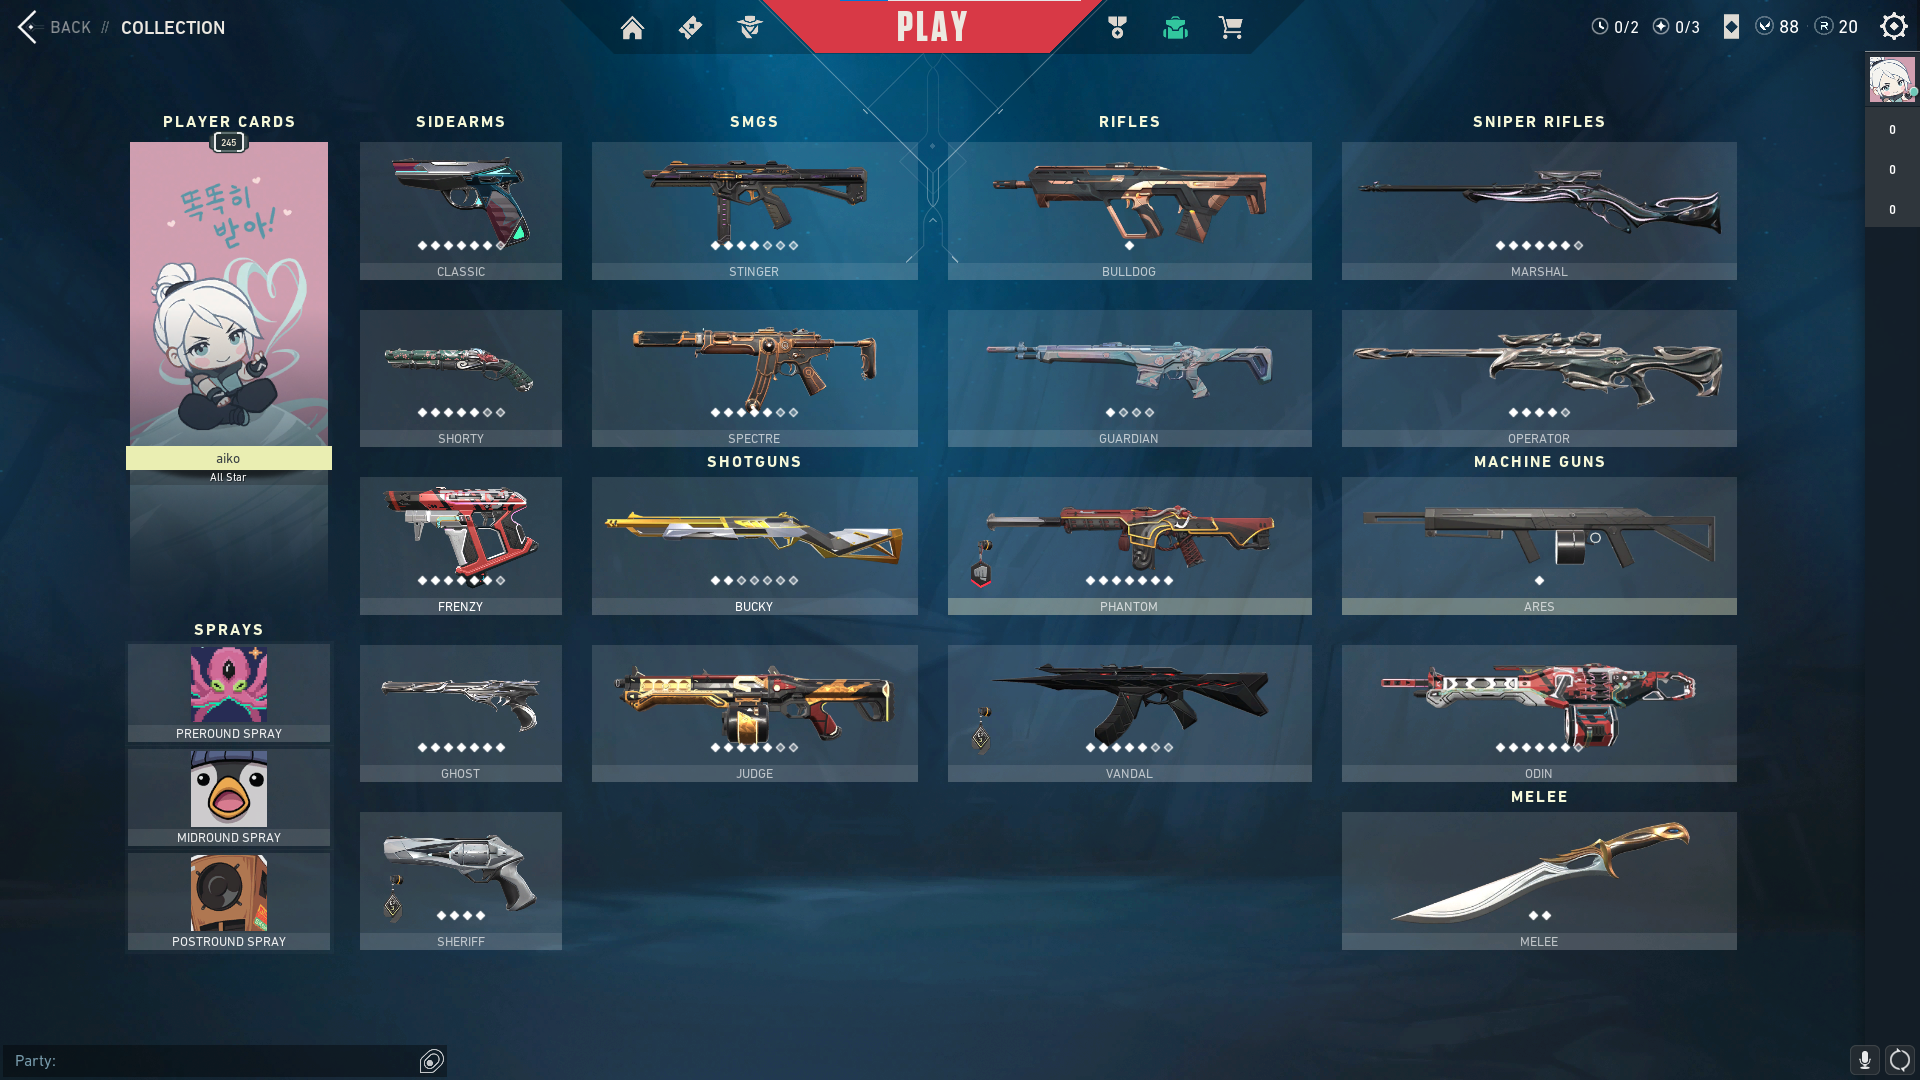 BACK // COLLECTION
PLAY
0/2
0/3
88
R 20
PLAYER CARDS
SIDEARMS
SMGS
RIFLES
SNIPER RIFLES
245
똑똑히
받아!
aiko
All Star
CLASSIC
STINGER
BULLDOG
MARSHAL
SHORTY
SPECTRE
GUARDIAN
OPERATOR
SHOTGUNS
MACHINE GUNS
FRENZY
BUCKY
PHANTOM
ARES
SPRAYS
PREROUND SPRAY
MIDROUND SPRAY
POSTROUND SPRAY
GHOST
JUDGE
VANDAL
ODIN
MELEE
SHERIFF
MELEE
0
0
0
Party: